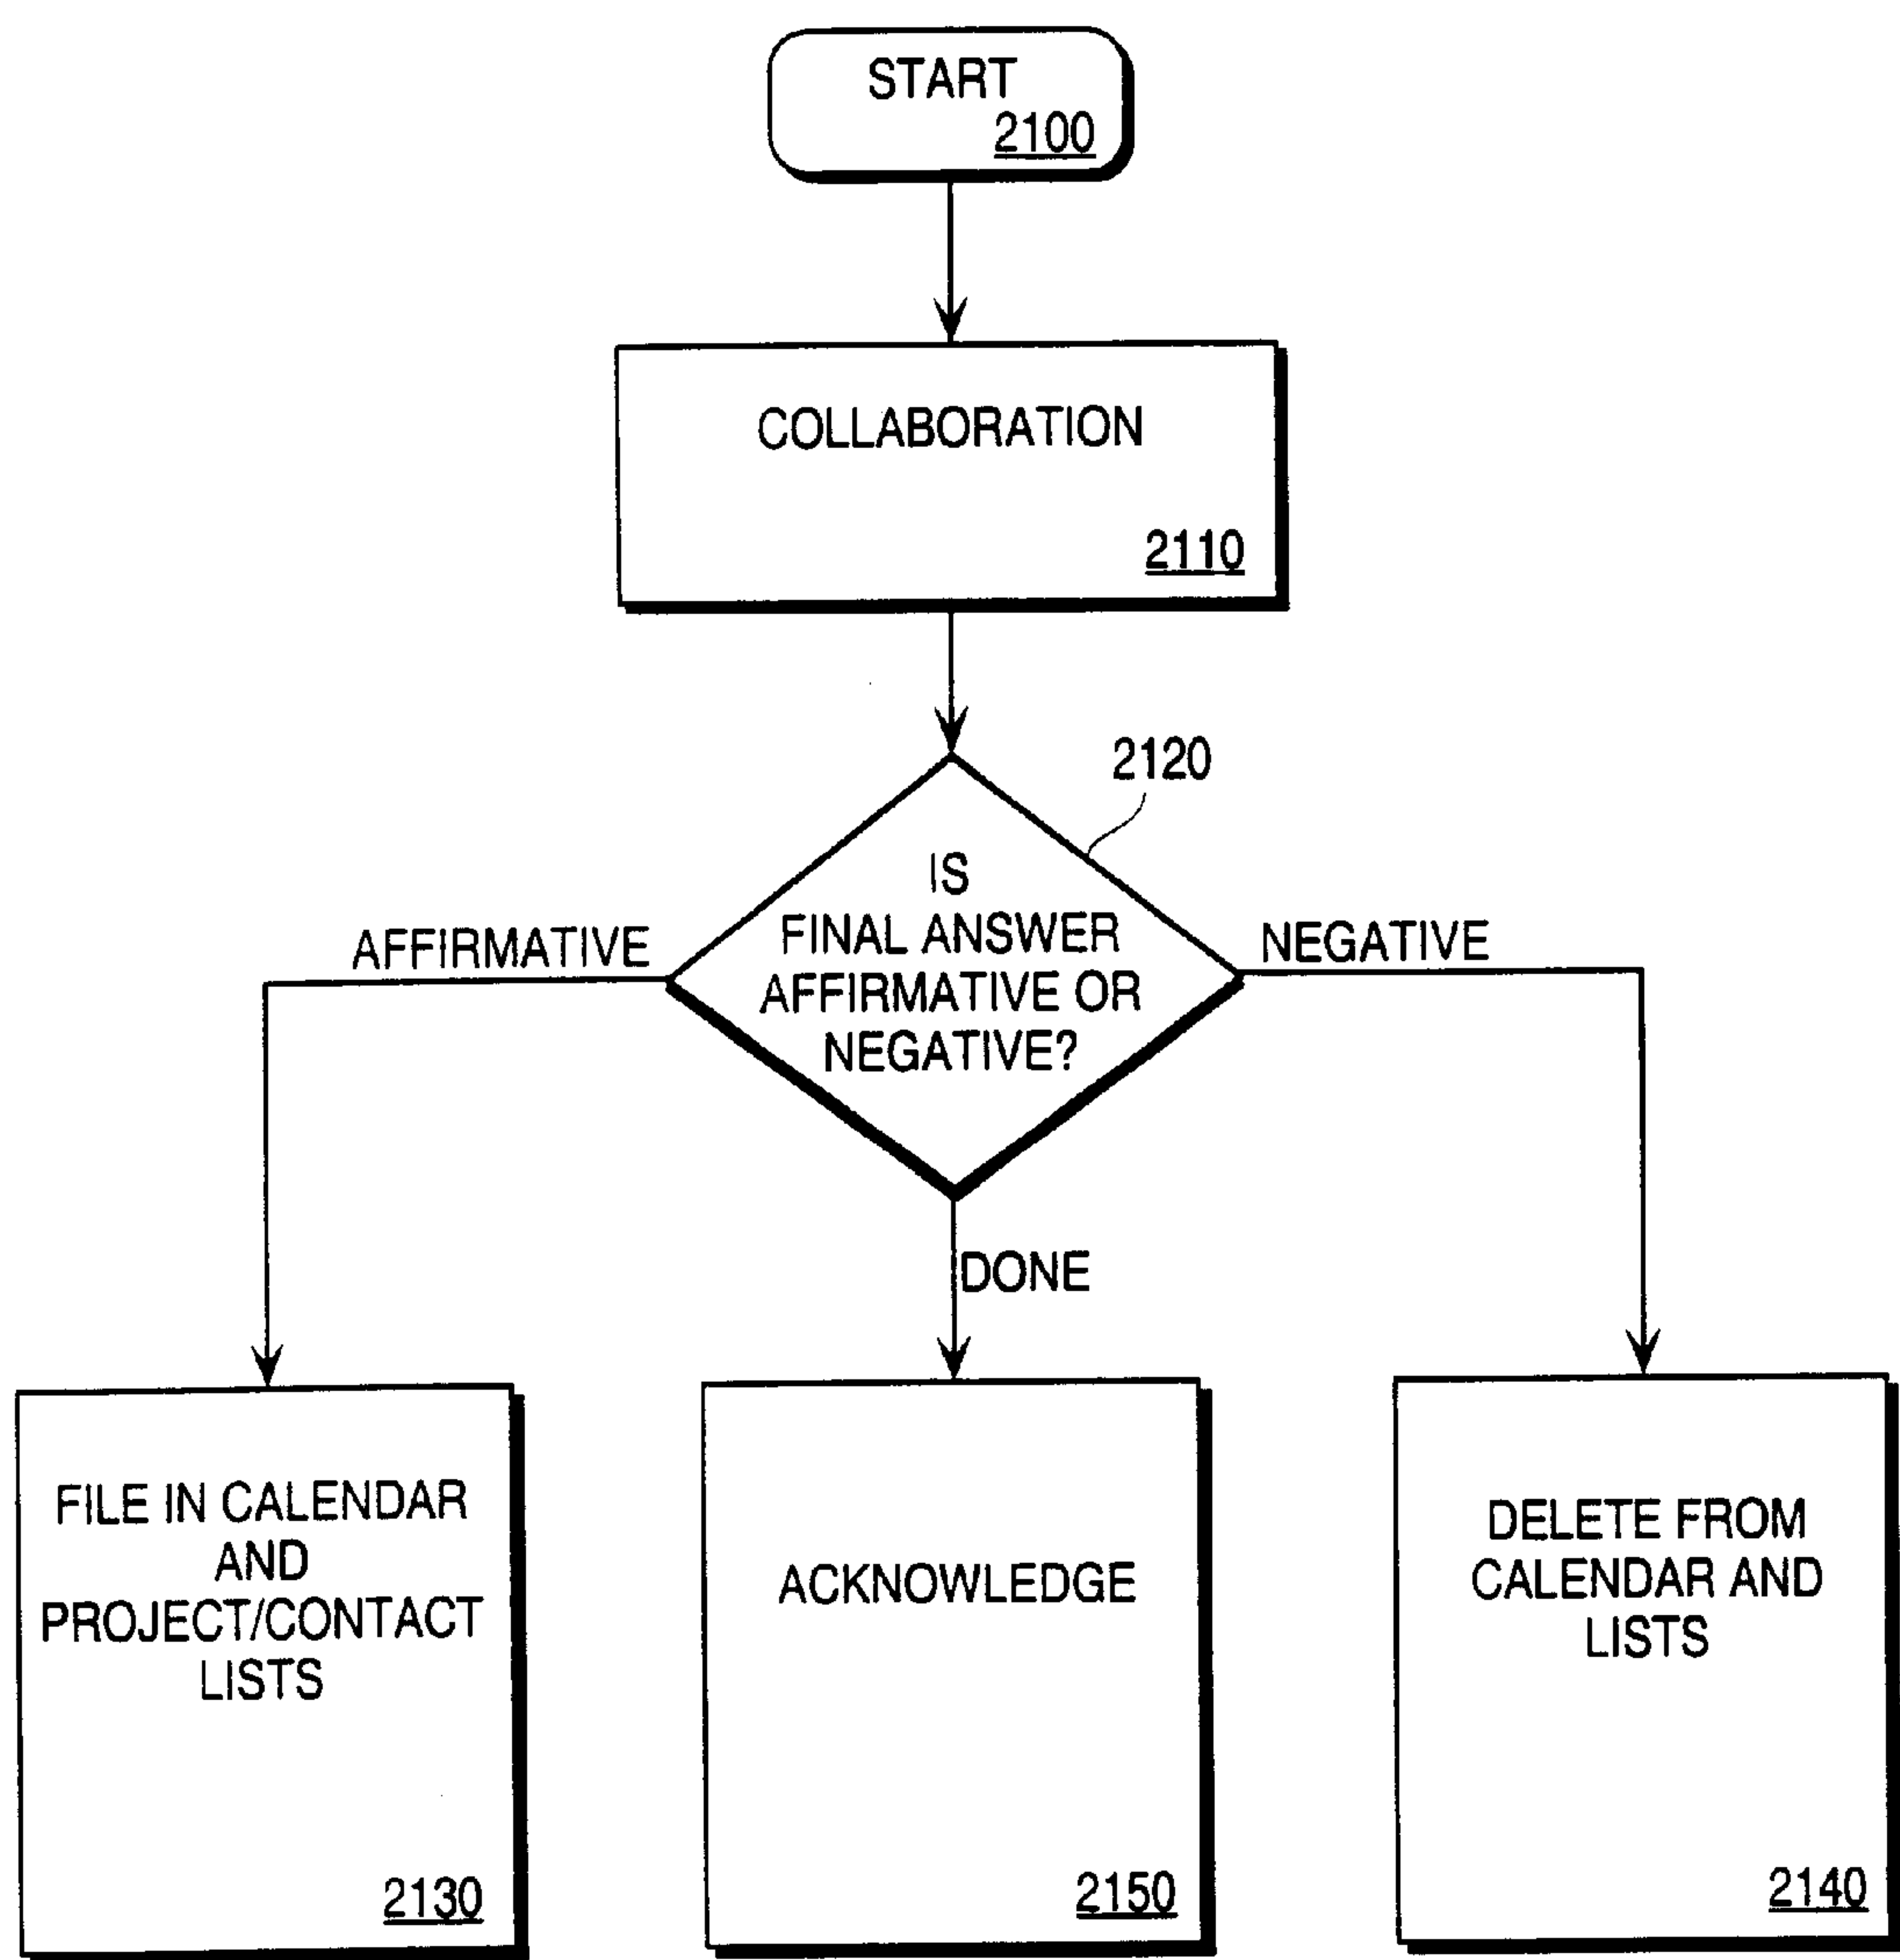 START
2100
COLLABORATION
2110
2120
IS
FINAL ANSWER
AFFIRMATIVE OR
NEGATIVE?
AFFIRMATIVE
NEGATIVE
DONE
FILE IN CALENDAR
AND
PROJECT/CONTACT
LISTS
2130
ACKNOWLEDGE
2150
DELETE FROM
CALENDAR AND
LISTS
2140